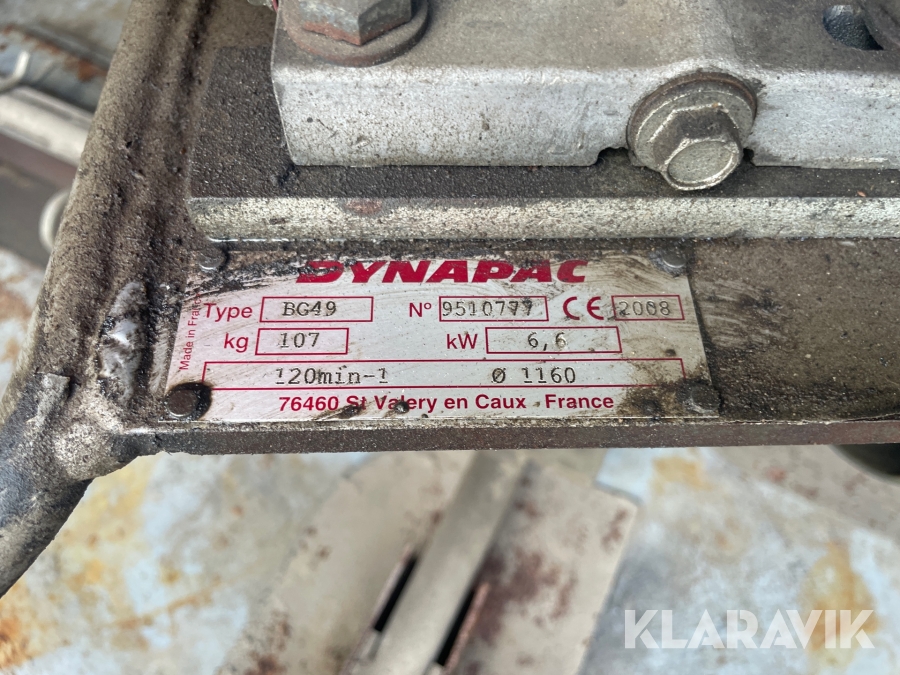 DYNAPAC
Made in France
Type BG49 Nº 9510777 CE 2008
kg 107 kW 6,6
120min-1 Ø 1160
76460 St Valery en Caux France
KLARAVIK